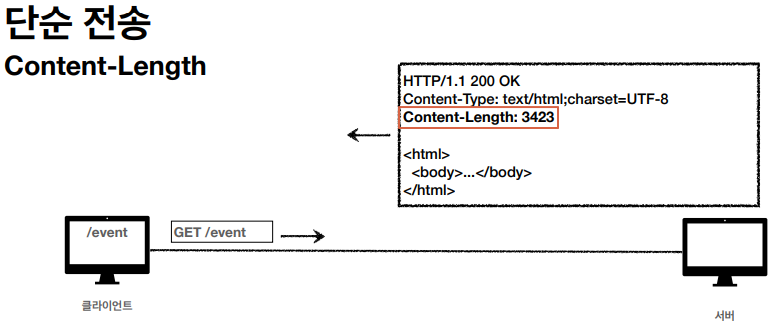 단순 전송
Content-Length
HTTP/1.1 200 OK
Content-Type: text/html;charset=UTF-8
Content-Length: 3423
<html>
<body>...</body>
</html>
/event
GET /event
클라이언트
서버